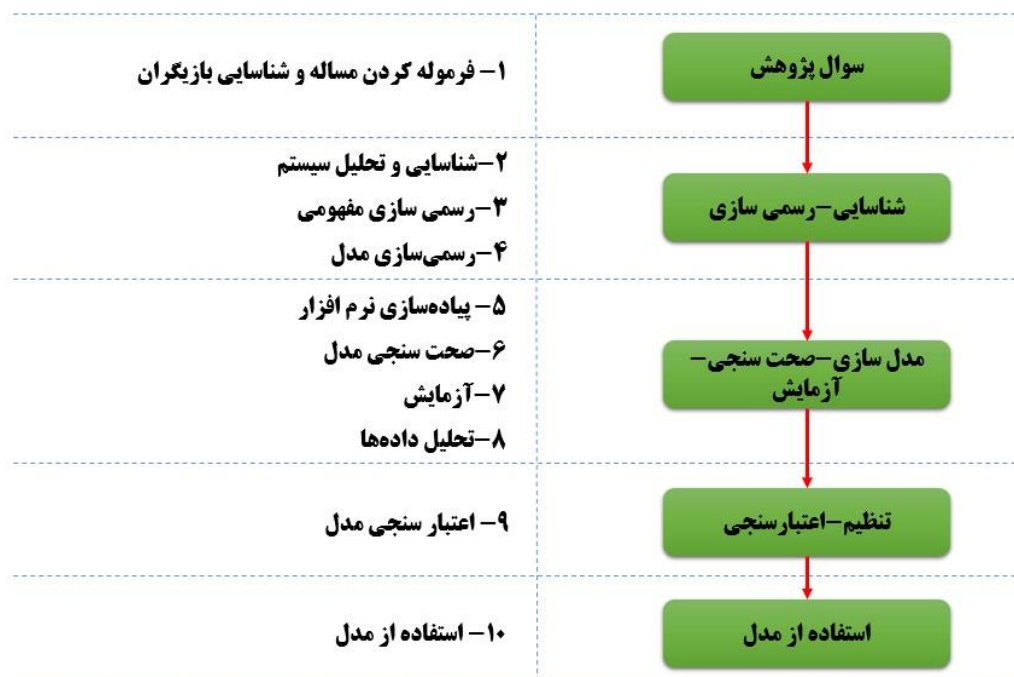 سوال پژوهش
۱- فرموله کردن مساله و شناسایی بازیگران
شناسایی-رسمی سازی
۲-شناسایی و تحلیل سیستم
۳-رسمی سازی مفهومی
۴-رسمی‌سازی مدل
مدل سازی-صحت سنجی-
آزمایش
۵- پیاده‌سازی نرم افزار
۶-صحت سنجی مدل
۷-آزمایش
۸-تحلیل داده‌ها
تنظیم-اعتبارسنجی
۹- اعتبار سنجی مدل
استفاده از مدل
۱۰- استفاده از مدل